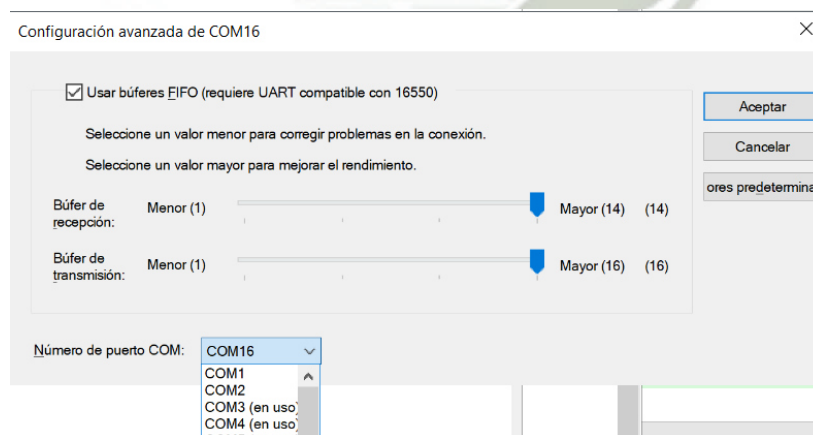 Configuración avanzada de COM16
Usar búferes FIFO (requiere UART compatible con 16550)
Seleccione un valor menor para corregir problemas en la conexión.
Seleccione un valor mayor para mejorar el rendimiento.
Búfer de recepción: Menor (1) Mayor (14) (14)
Búfer de transmisión: Menor (1) Mayor (16) (16)
Aceptar
Cancelar
ores predetermina
Número de puerto COM: COM16
COM1
COM2
COM3 (en uso)
COM4 (en uso)